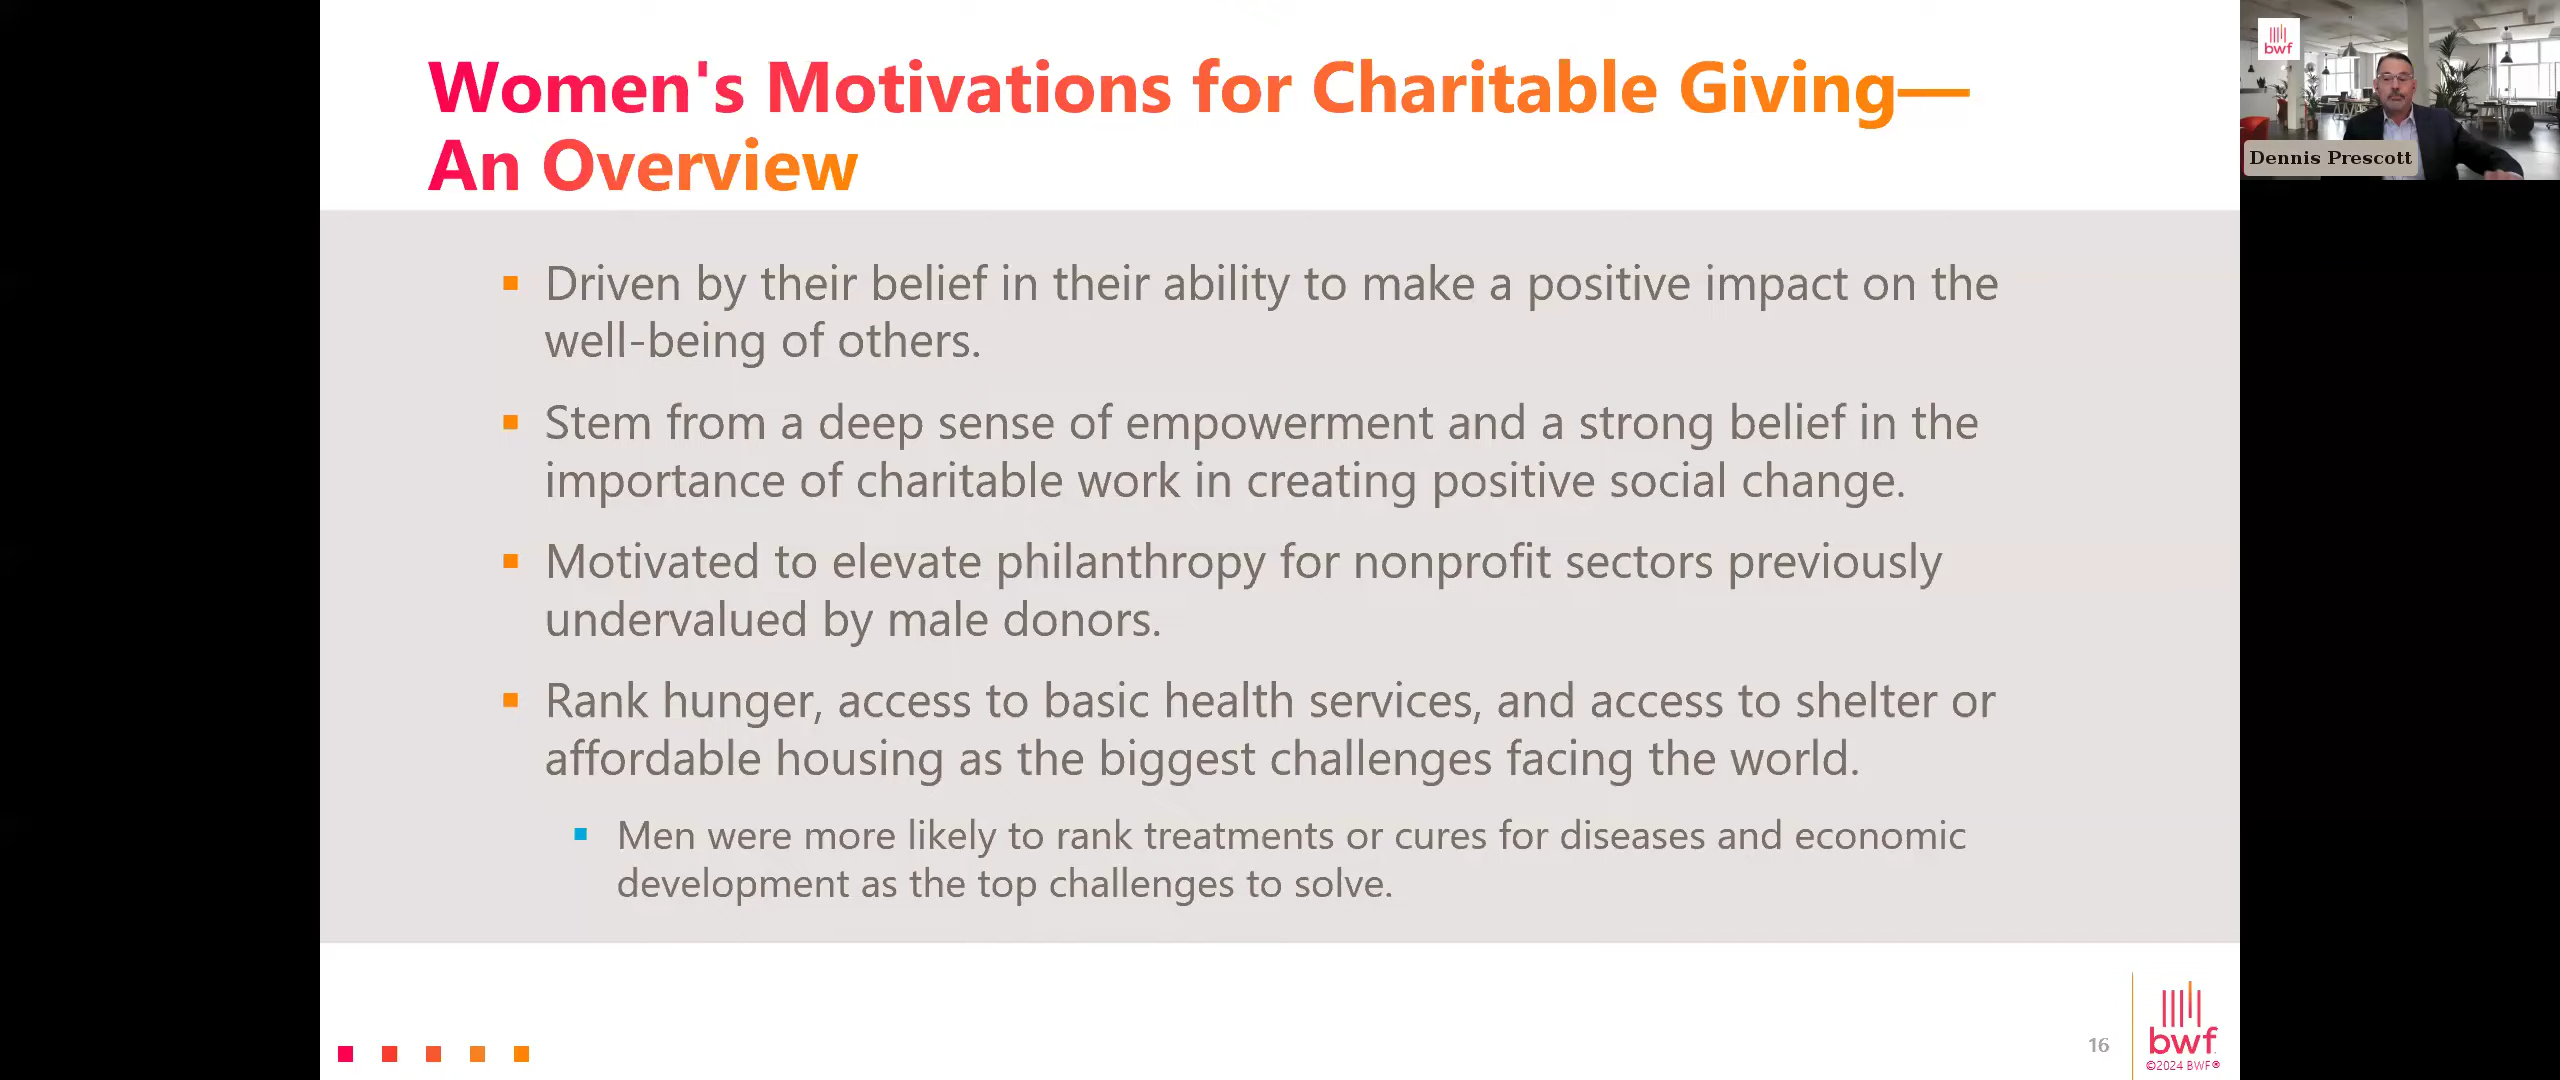 Women's Motivations for Charitable Giving—
An Overview
Driven by their belief in their ability to make a positive impact on the
well-being of others.
Stem from a deep sense of empowerment and a strong belief in the
importance of charitable work in creating positive social change.
Motivated to elevate philanthropy for nonprofit sectors previously
undervalued by male donors.
Rank hunger, access to basic health services, and access to shelter or
affordable housing as the biggest challenges facing the world.
Men were more likely to rank treatments or cures for diseases and economic
development as the top challenges to solve.
16
bwf
©2024 BWF®
bwf
Dennis Prescott